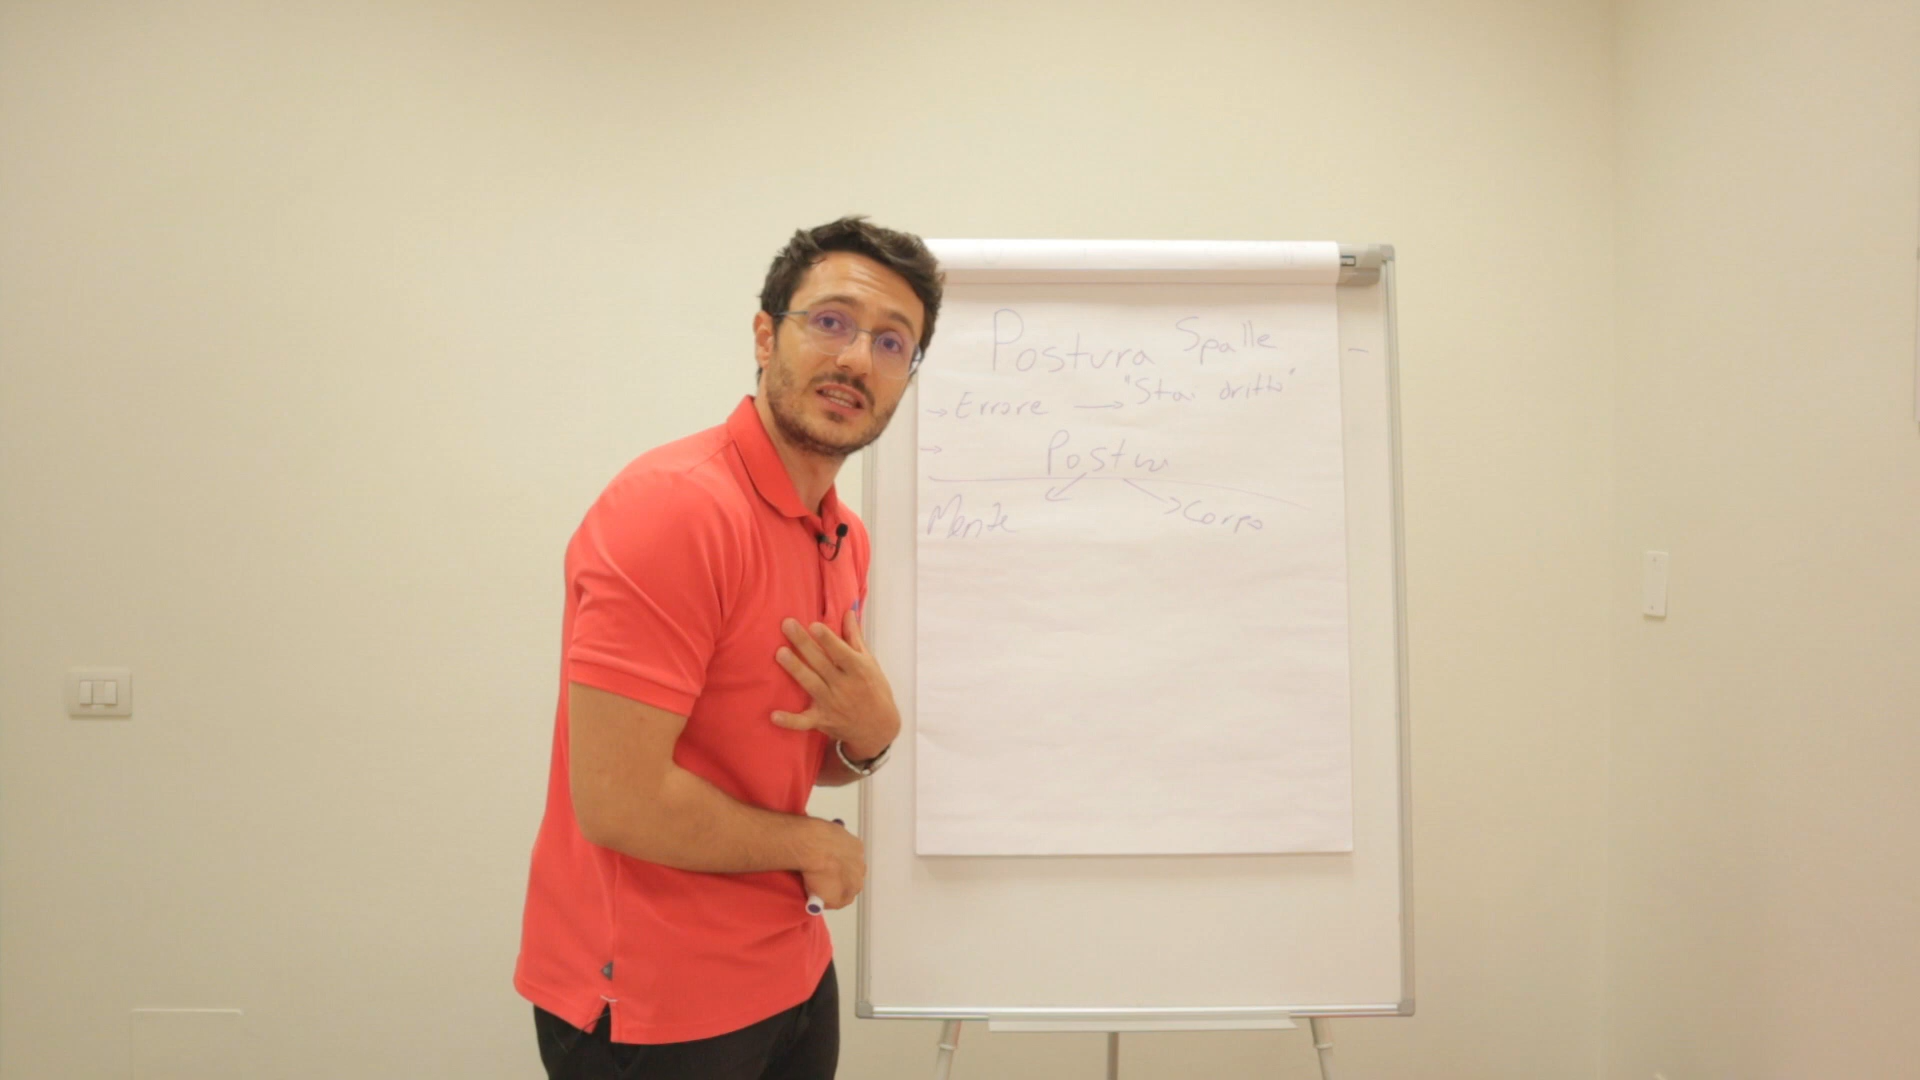 Postura Spalle
→ Errore → "Stai dritto"
→ Postura
Mente Corpo